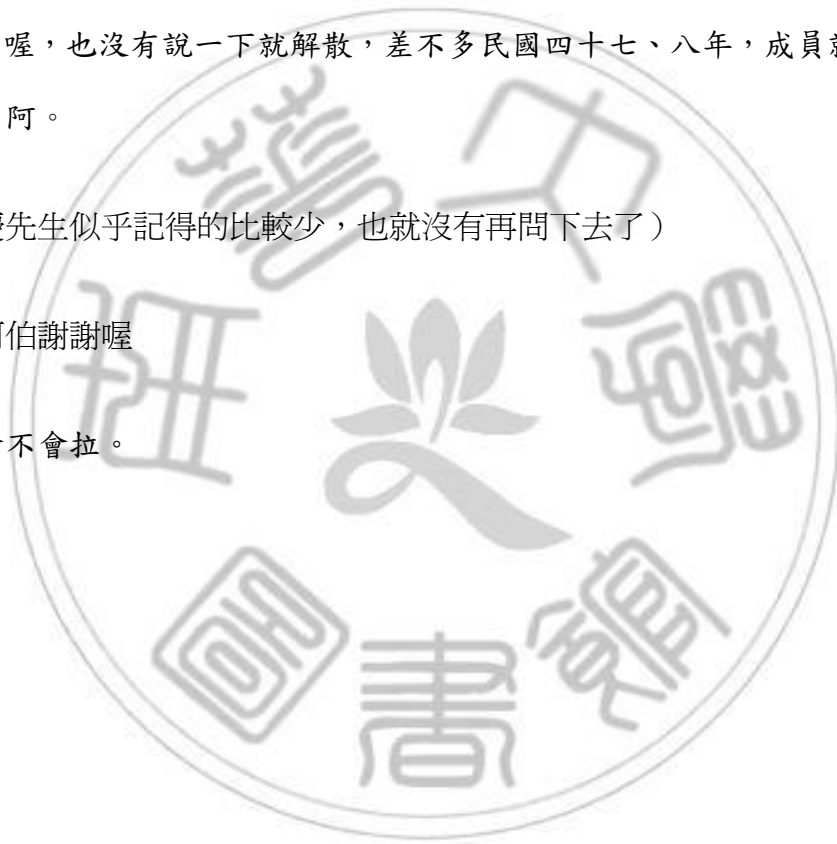 喔，也沒有說一下就解散，差不多民國四十七、八年，成員
阿。
先生似乎記得的比較少，也就沒有再問下去了）
伯謝謝喔
不會拉。